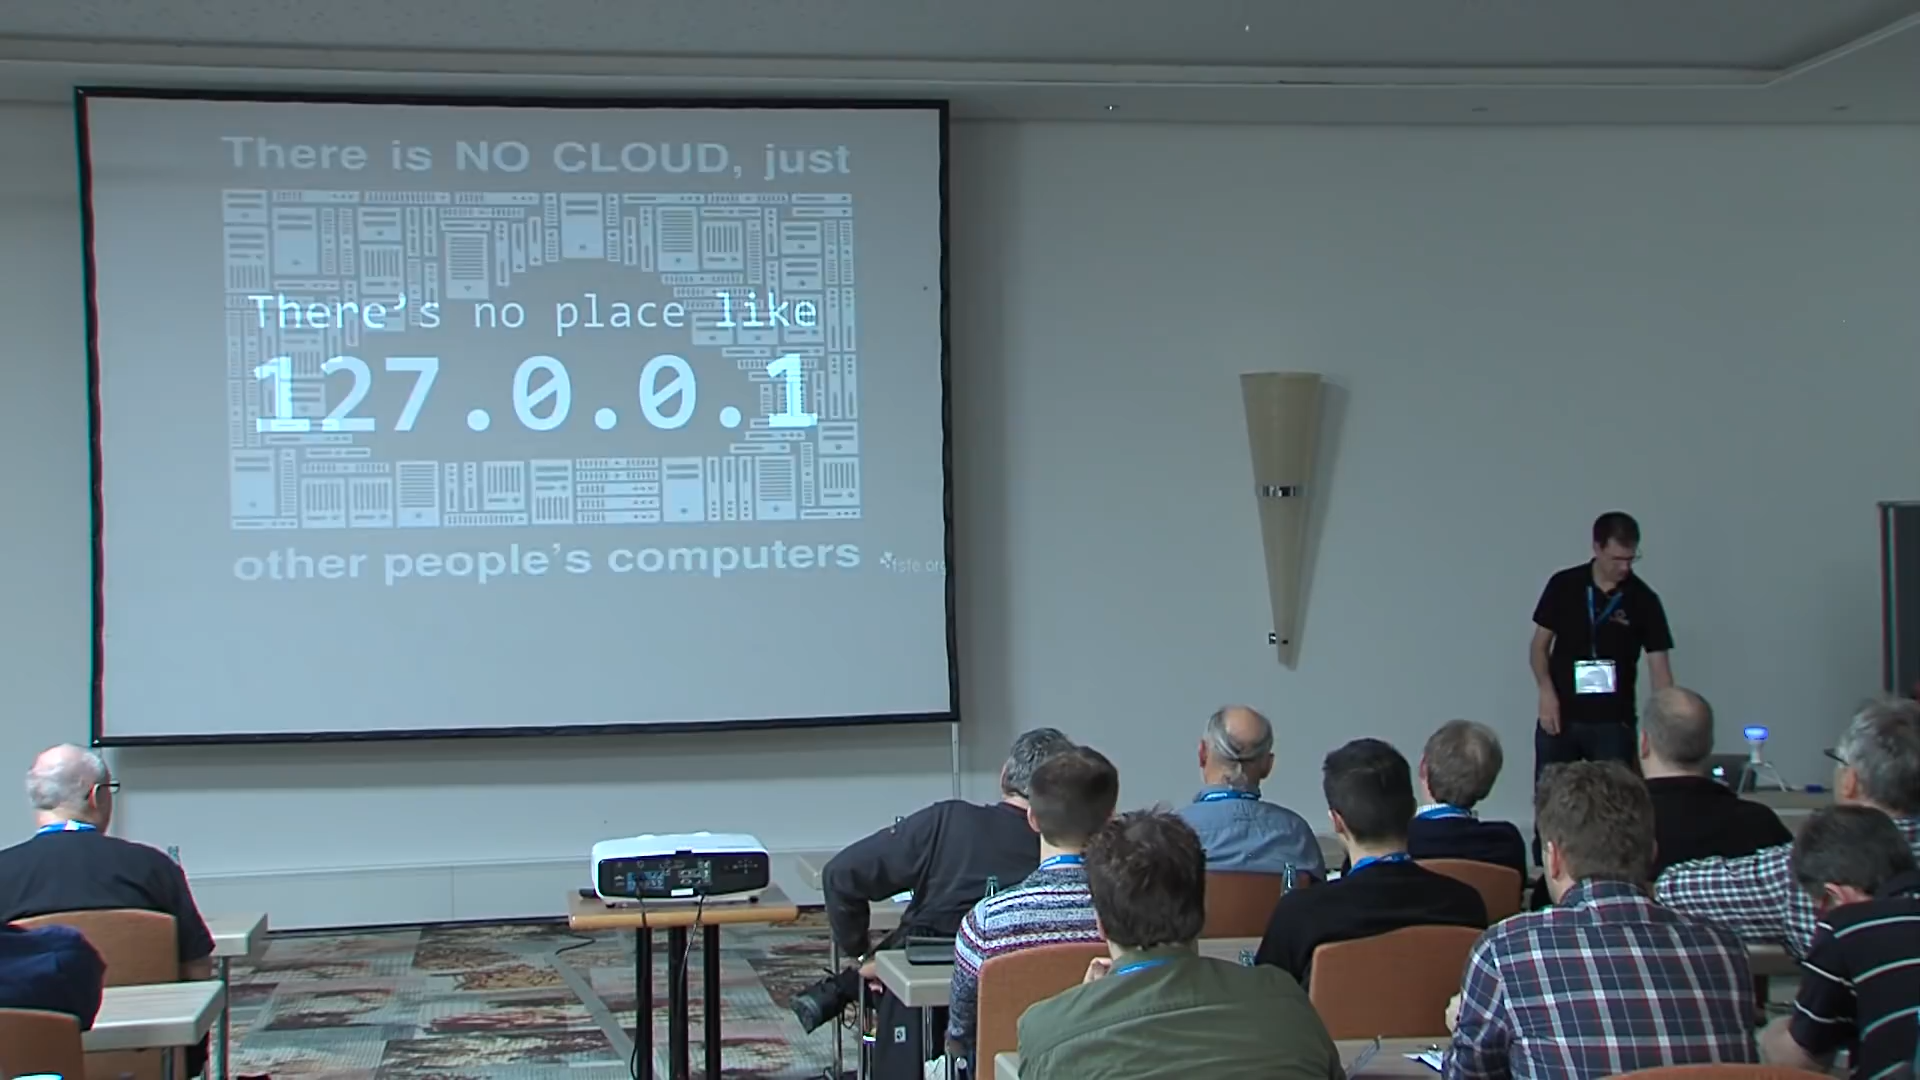 There is NO CLOUD, just
There's no place like
127.0.0.1
other people's computers
fsfe.org